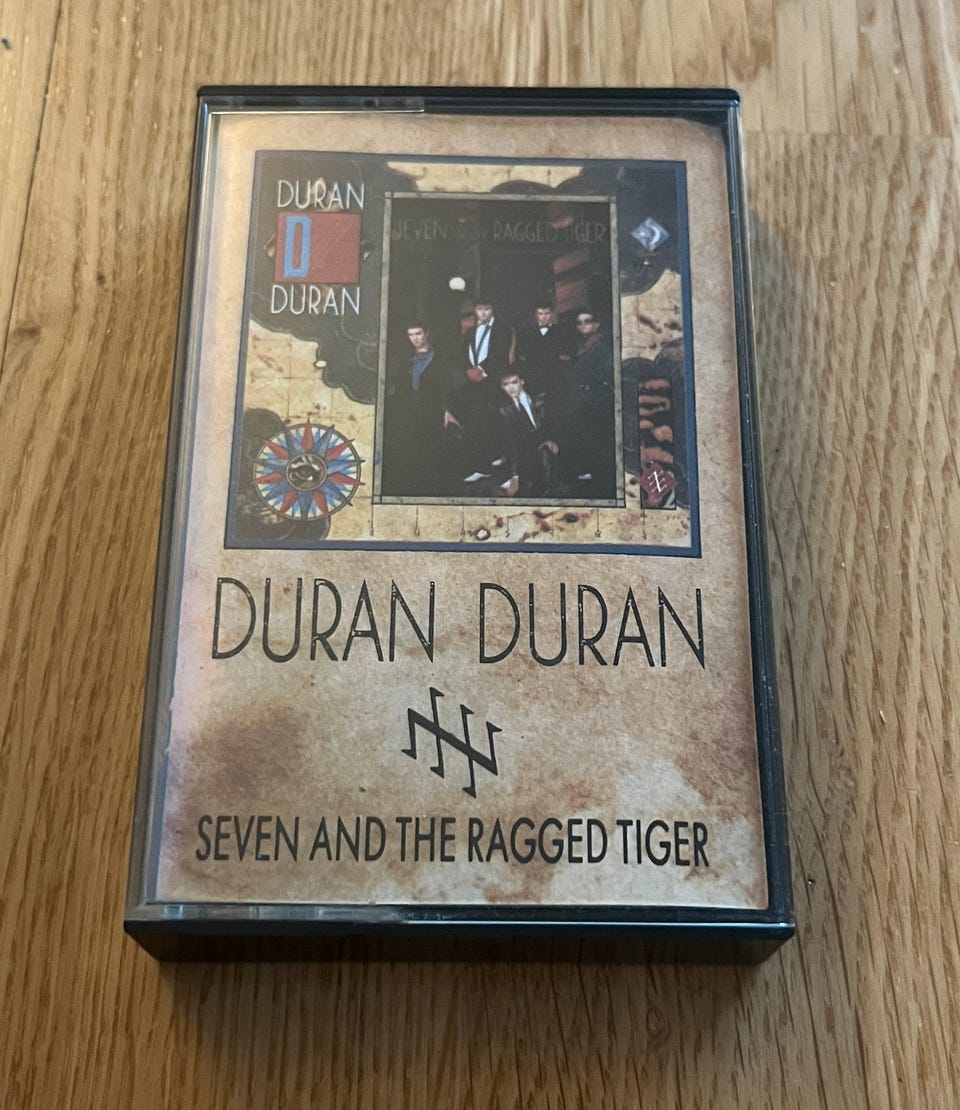 DURAN
D
DURAN
SEVEN AND THE RAGGED TIGER
DURAN DURAN
SEVEN AND THE RAGGED TIGER